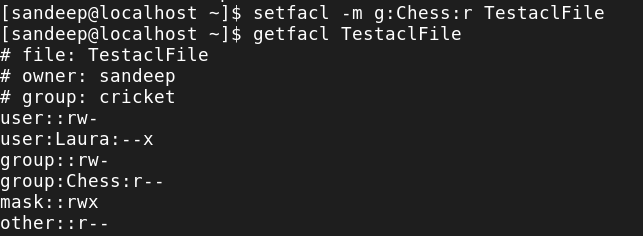 [sandeep@localhost ~]$ setfacl -m g:Chess:r TestaclFile
[sandeep@localhost ~]$ getfacl TestaclFile
# file: TestaclFile
# owner: sandeep
# group: cricket
user::rw-
user:Laura:--x
group::rw-
group:Chess:r--
mask::rwx
other::r--